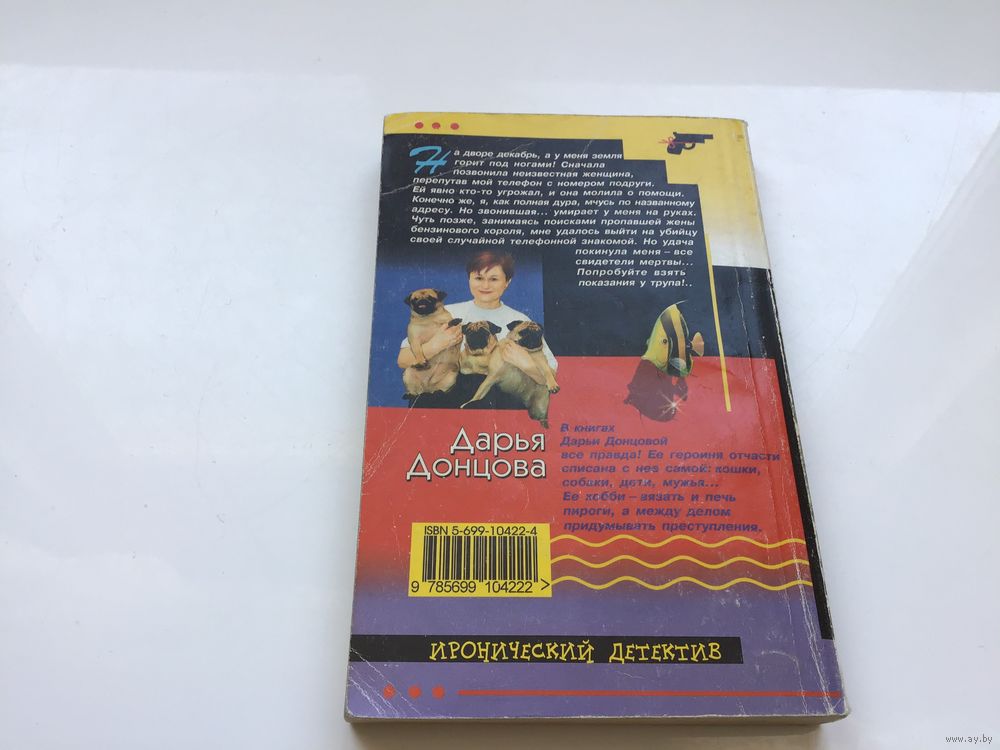 На дворе декабрь, а у меня земля
горит под ногами! Сначала
позвонила неизвестная женщина,
перепутав мой телефон с номером подруги.
Ей явно кто-то угрожал, и она молила о помощи.
Конечно же, я, как полная дура, мчусь по названному
адресу. Но звонившая... умирает у меня на руках.
Чуть позже, занимаясь поисками пропавшей жены
бензинового короля, мне удалось выйти на убийцу
своей случайной телефонной знакомой. Но удача
покинула меня – все
свидетели мертвы...
Попробуйте взять
показания у трупа!..
Дарья
Донцова
В книгах
Дарьи Донцовой
все правда! Ее героиня отчасти
списана с нее самой: кошки,
собаки, дети, мужья...
Ее хобби – вязать и печь
пироги, а между делом
придумывать преступления.
ISBN 5-699-10422-4
9 785699 104222 >
ИРОНИЧЕСКИЙ ДЕТЕКТИВ
www.ay.by